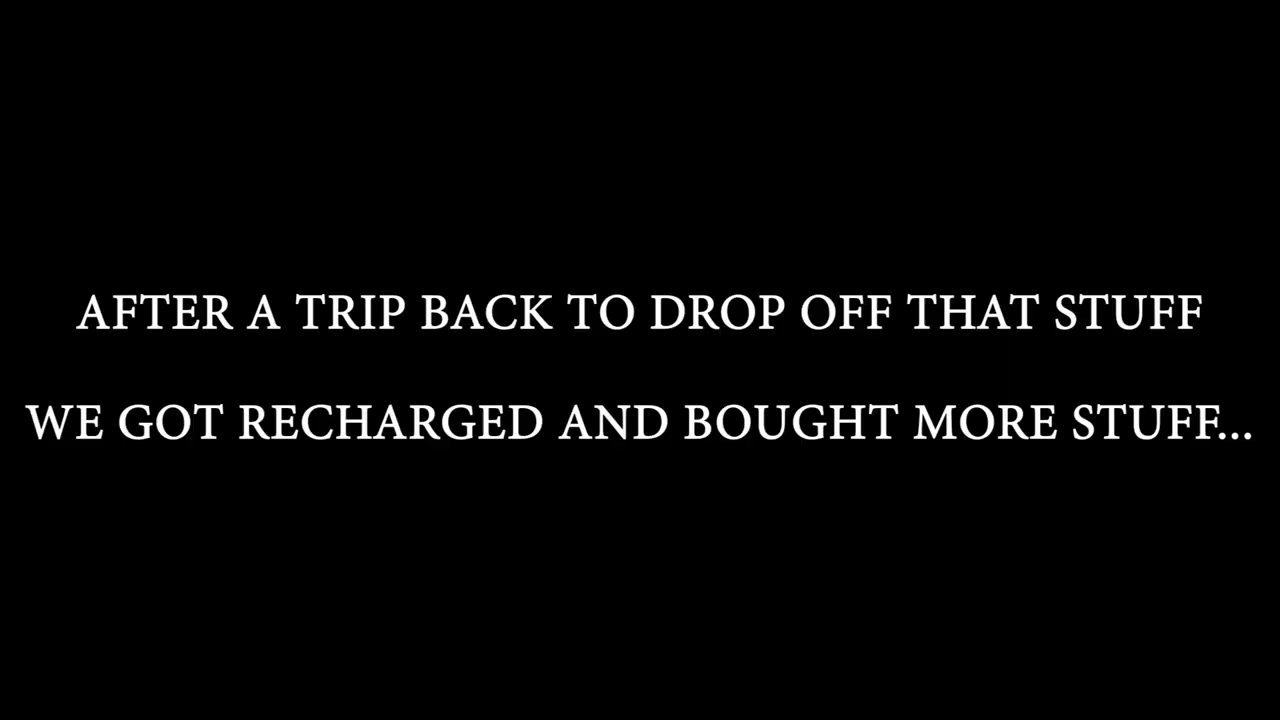 AFTER A TRIP BACK TO DROP OFF THAT STUFF
WE GOT RECHARGED AND BOUGHT MORE STUFF...